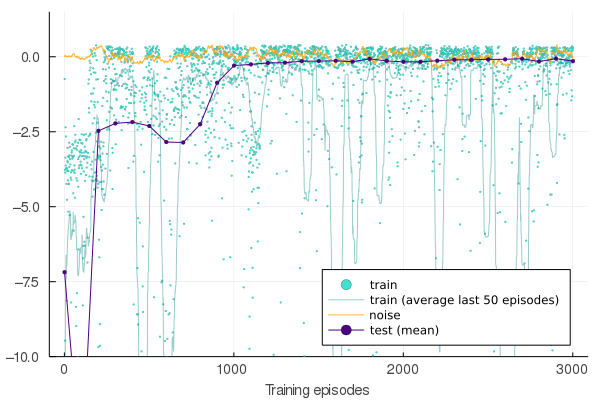 0.0
−2.5
−5.0
−7.5
−10.0
train
train (average last 50 episodes)
noise
test (mean)
0 1000 2000 3000
Training episodes